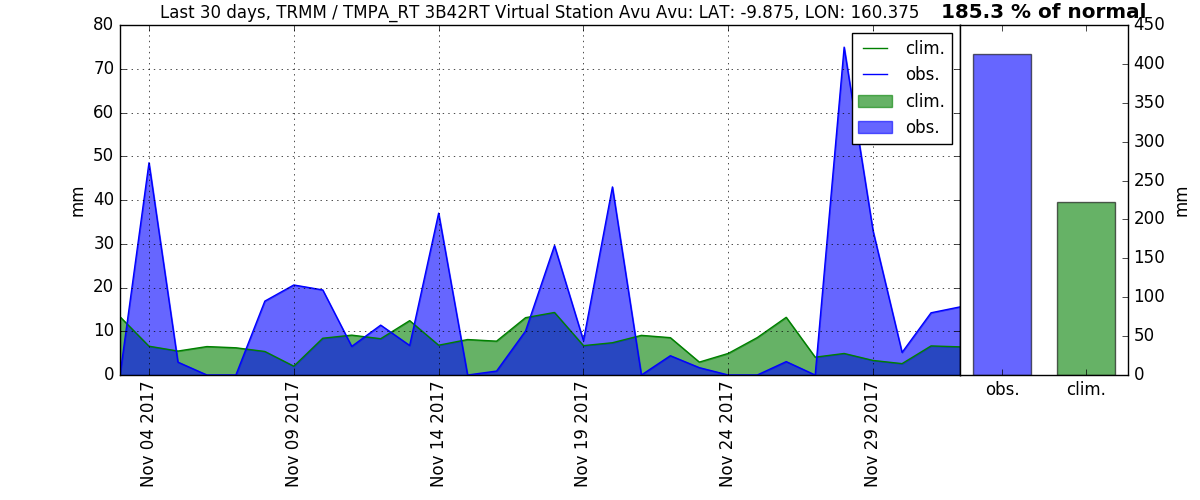 Last 30 days, TRMM / TMPA_RT 3B42RT Virtual Station Avu Avu: LAT: -9.875, LON: 160.375
185.3 % of normal
80
70
60
50
40
30
20
10
0
mm
clim.
obs.
clim.
obs.
Nov 04 2017
Nov 09 2017
Nov 14 2017
Nov 19 2017
Nov 24 2017
Nov 29 2017
450
400
350
300
250
200
150
100
50
0
mm
obs.
clim.